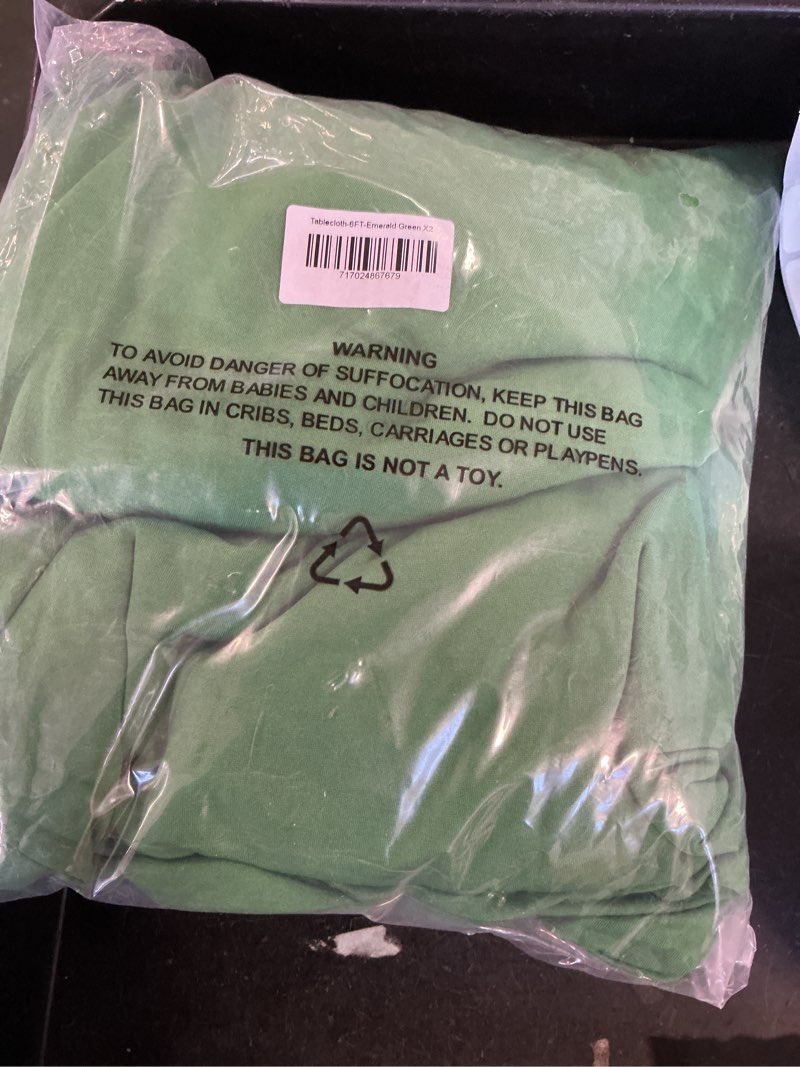 Tablecloth-6FT-Emerald Green X2
717024867679
WARNING
TO AVOID DANGER OF SUFFOCATION, KEEP THIS BAG
AWAY FROM BABIES AND CHILDREN. DO NOT USE
THIS BAG IN CRIBS, BEDS, CARRIAGES OR PLAYPENS.
THIS BAG IS NOT A TOY.